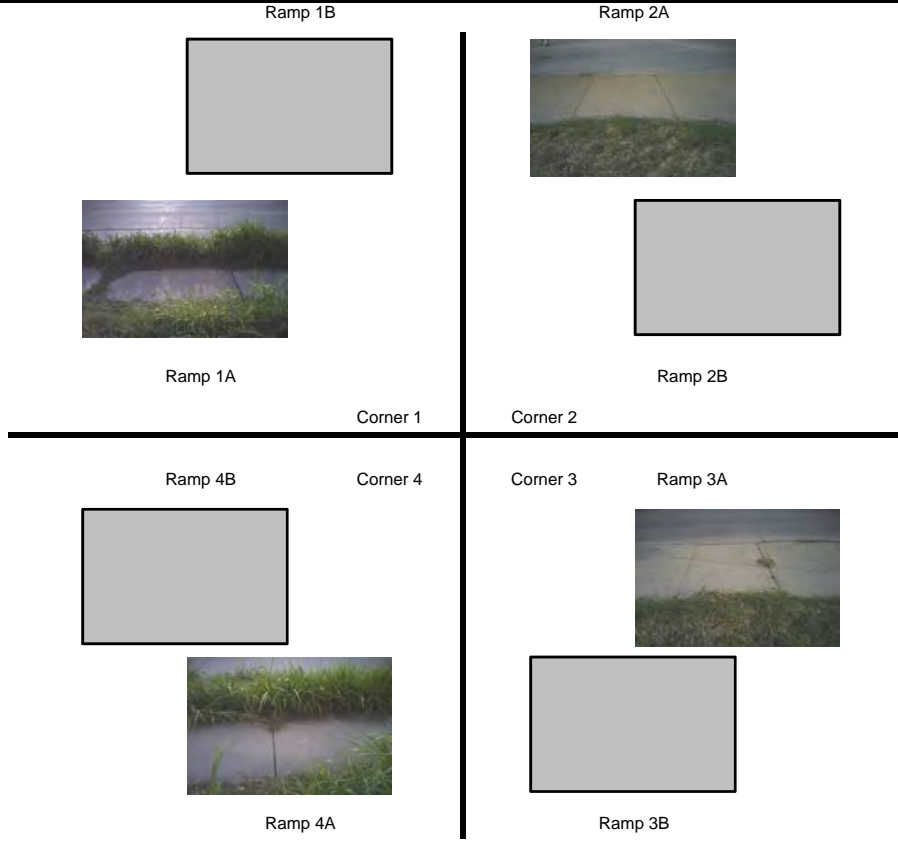 Ramp 1B Ramp 2A
Ramp 1A Ramp 2B
Corner 1 Corner 2
Ramp 4B Corner 4 Corner 3 Ramp 3A
Ramp 4A Ramp 3B